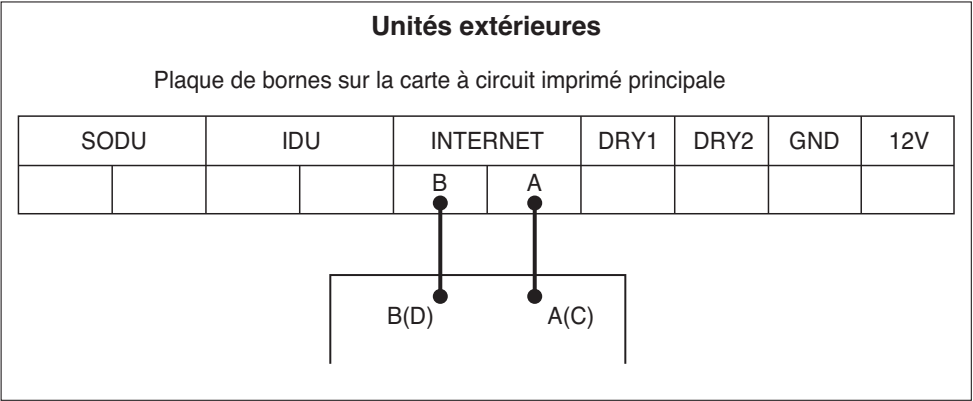 Unités extérieures
Plaque de bornes sur la carte à circuit imprimé principale
SODU IDU INTERNET DRY1 DRY2 GND 12V
B A
B(D) A(C)